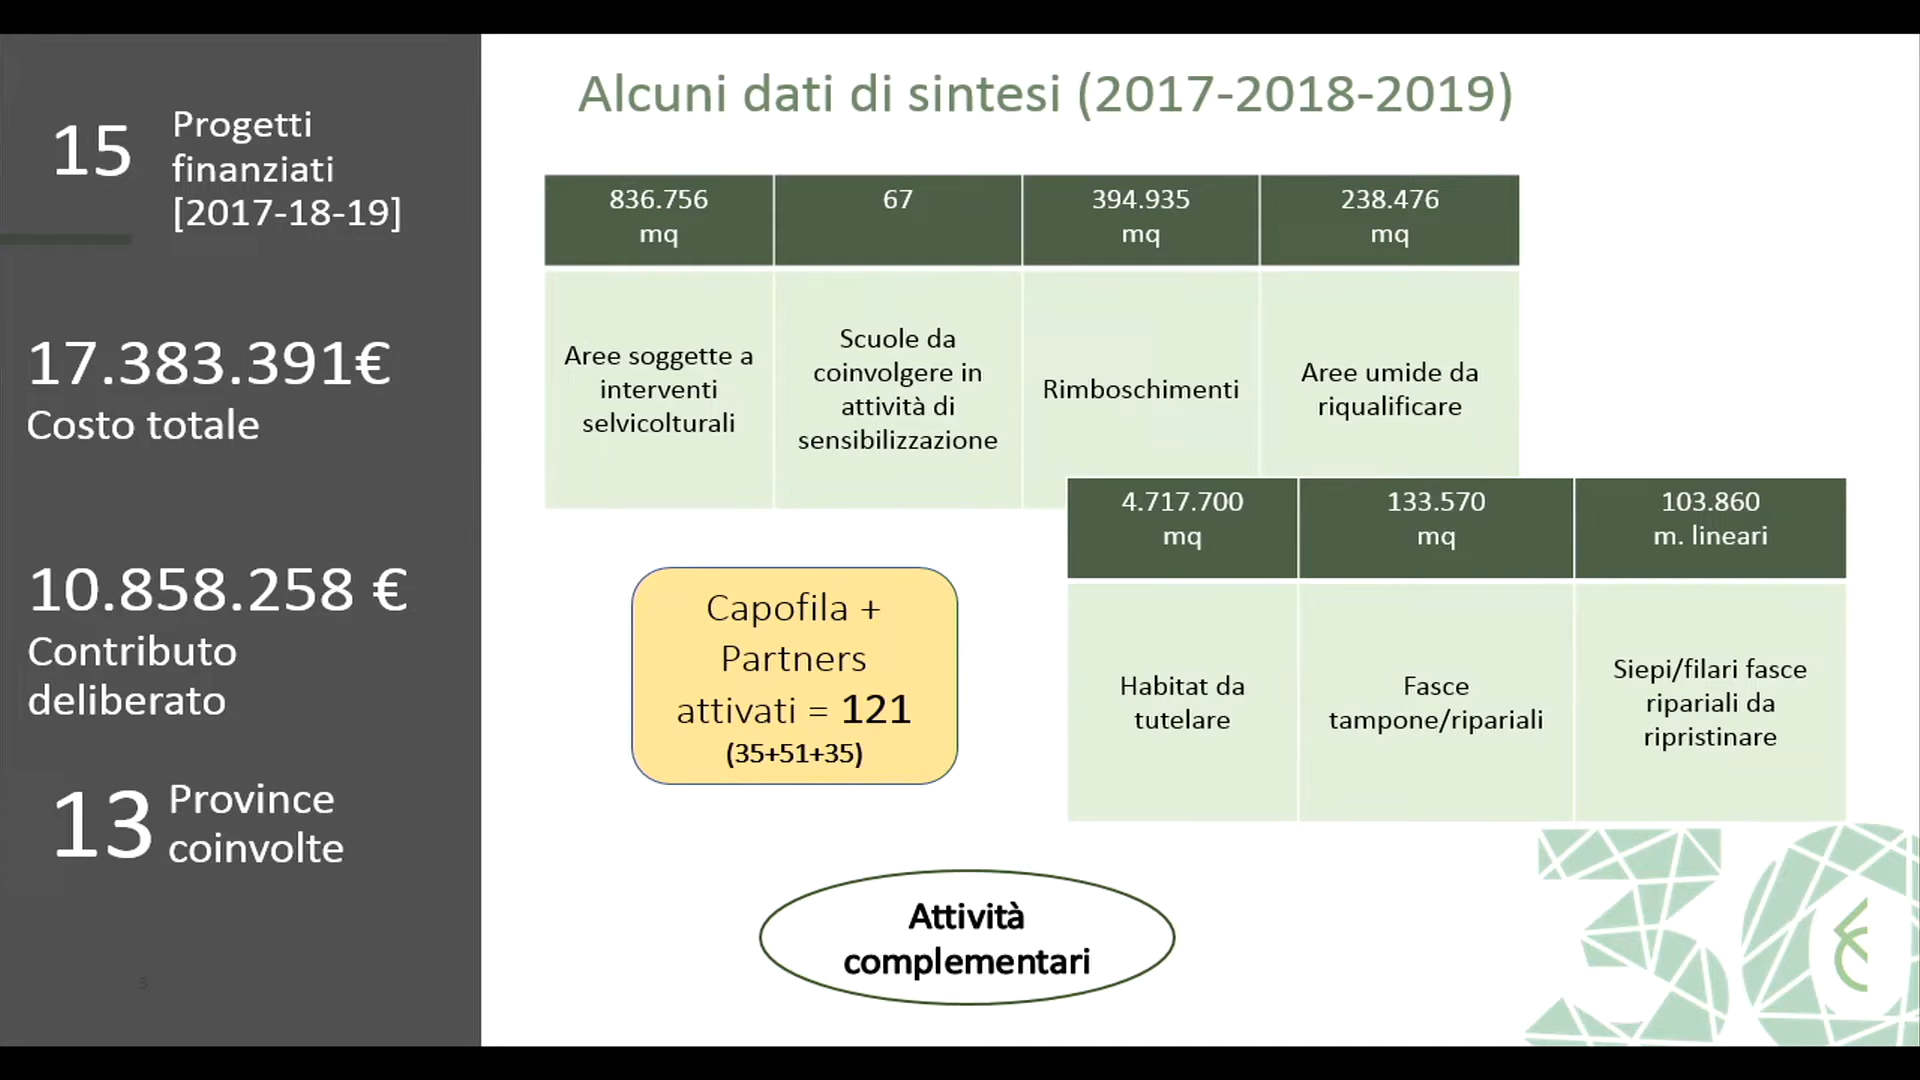 Alcuni dati di sintesi (2017-2018-2019)
15
Progetti
finanziati
[2017-18-19]
17.383.391€
Costo totale
10.858.258 €
Contributo
deliberato
13
Province
coinvolte
3
836.756
mq
67
394.935
mq
238.476
mq
Aree soggette a
interventi
selvicolturali
Scuole da
coinvolgere in
attività di
sensibilizzazione
Rimboschimenti
Aree umide da
riqualificare
4.717.700
mq
133.570
mq
103.860
m. lineari
Habitat da
tutelare
Fasce
tampone/ripariali
Siepi/filari fasce
ripariali da
ripristinare
Capofila +
Partners
attivati = 121
(35+51+35)
Attività
complementari
30